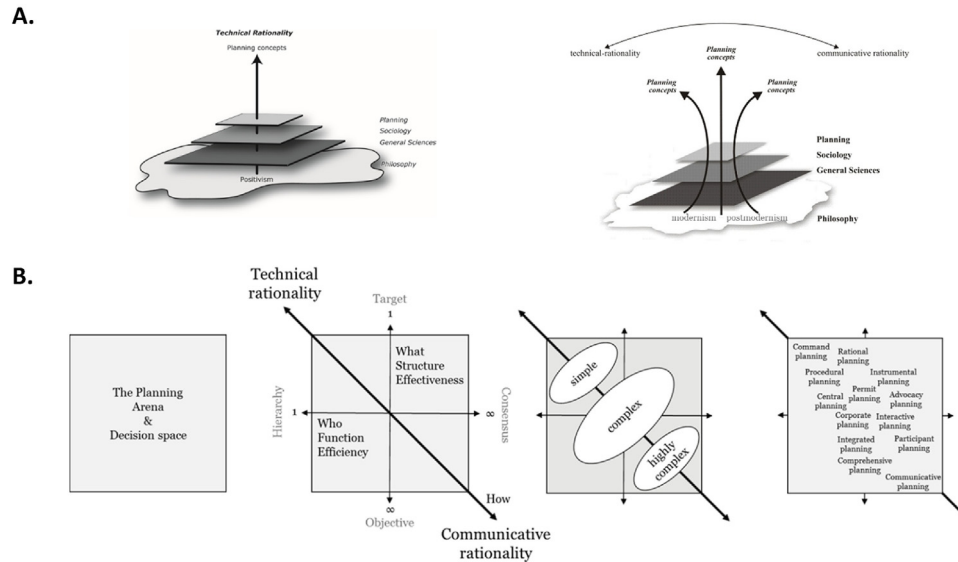 A.
Technical Rationality
Planning concepts
Planning
Sociology
General Sciences
Philosophy
Positivism
technical-rationality
communicative rationality
Planning
concepts
Planning
concepts
Planning
concepts
Planning
Sociology
General Sciences
Philosophy
modernism
postmodernism
B.
The Planning
Arena
&
Decision space
Technical
rationality
Target
1
What
Structure
Effectiveness
Hierarchy
1
∞
Consensus
Who
Function
Efficiency
How
∞
Objective
Communicative
rationality
simple
complex
highly
complex
Command
planning
Rational
planning
Procedural
planning
Instrumental
planning
Permit
planning
Central
planning
Advocacy
planning
Corporate
planning
Interactive
planning
Integrated
planning
Participant
planning
Comprehensive
planning
Communicative
planning